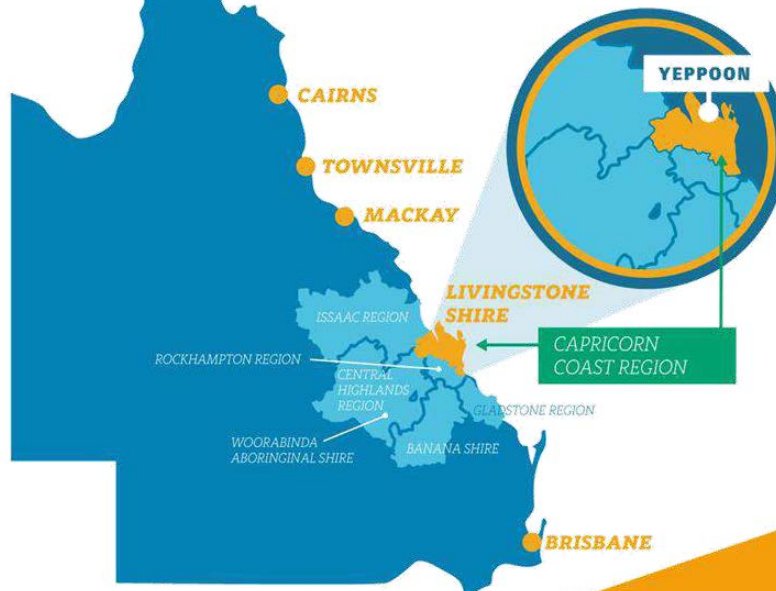 CAIRNS
YEPPOON
TOWNSVILLE
MACKAY
LIVINGSTONE
SHIRE
ISSAAC REGION
CAPRICORN
COAST REGION
ROCKHAMPTON REGION
CENTRAL
HIGHLANDS
REGION
GLADSTONE REGION
WOORABINDA
ABORINGINAL SHIRE
BANANA SHIRE
BRISBANE